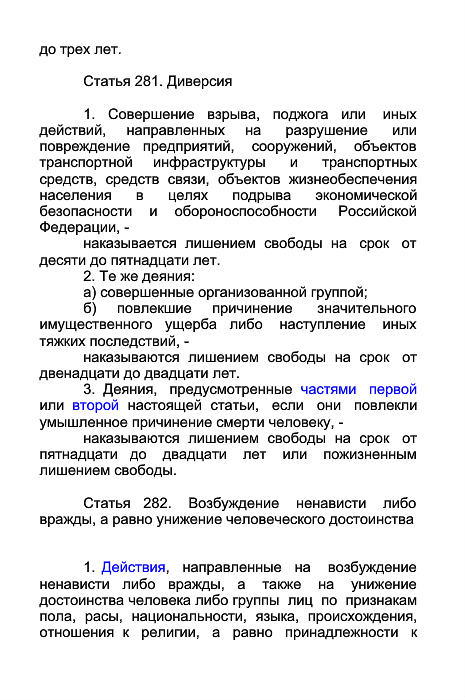 до трех лет.
Статья 281. Диверсия
1. Совершение взрыва, поджога или иных
действий, направленных на разрушение или
повреждение предприятий, сооружений, объектов
транспортной инфраструктуры и транспортных
средств, средств связи, объектов жизнеобеспечения
населения в целях подрыва экономической
безопасности и обороноспособности Российской
Федерации, -
наказывается лишением свободы на срок от
десяти до пятнадцати лет.
2. Те же деяния:
а) совершенные организованной группой;
б) повлекшие причинение значительного
имущественного ущерба либо наступление иных
тяжких последствий, -
наказываются лишением свободы на срок от
двенадцати до двадцати лет.
3. Деяния, предусмотренные частями первой
или второй настоящей статьи, если они повлекли
умышленное причинение смерти человеку, -
наказываются лишением свободы на срок от
пятнадцати до двадцати лет или пожизненным
лишением свободы.
Статья 282. Возбуждение ненависти либо
вражды, а равно унижение человеческого достоинства
1. Действия, направленные на возбуждение
ненависти либо вражды, а также на унижение
достоинства человека либо группы лиц по признакам
пола, расы, национальности, языка, происхождения,
отношения к религии, а равно принадлежности к